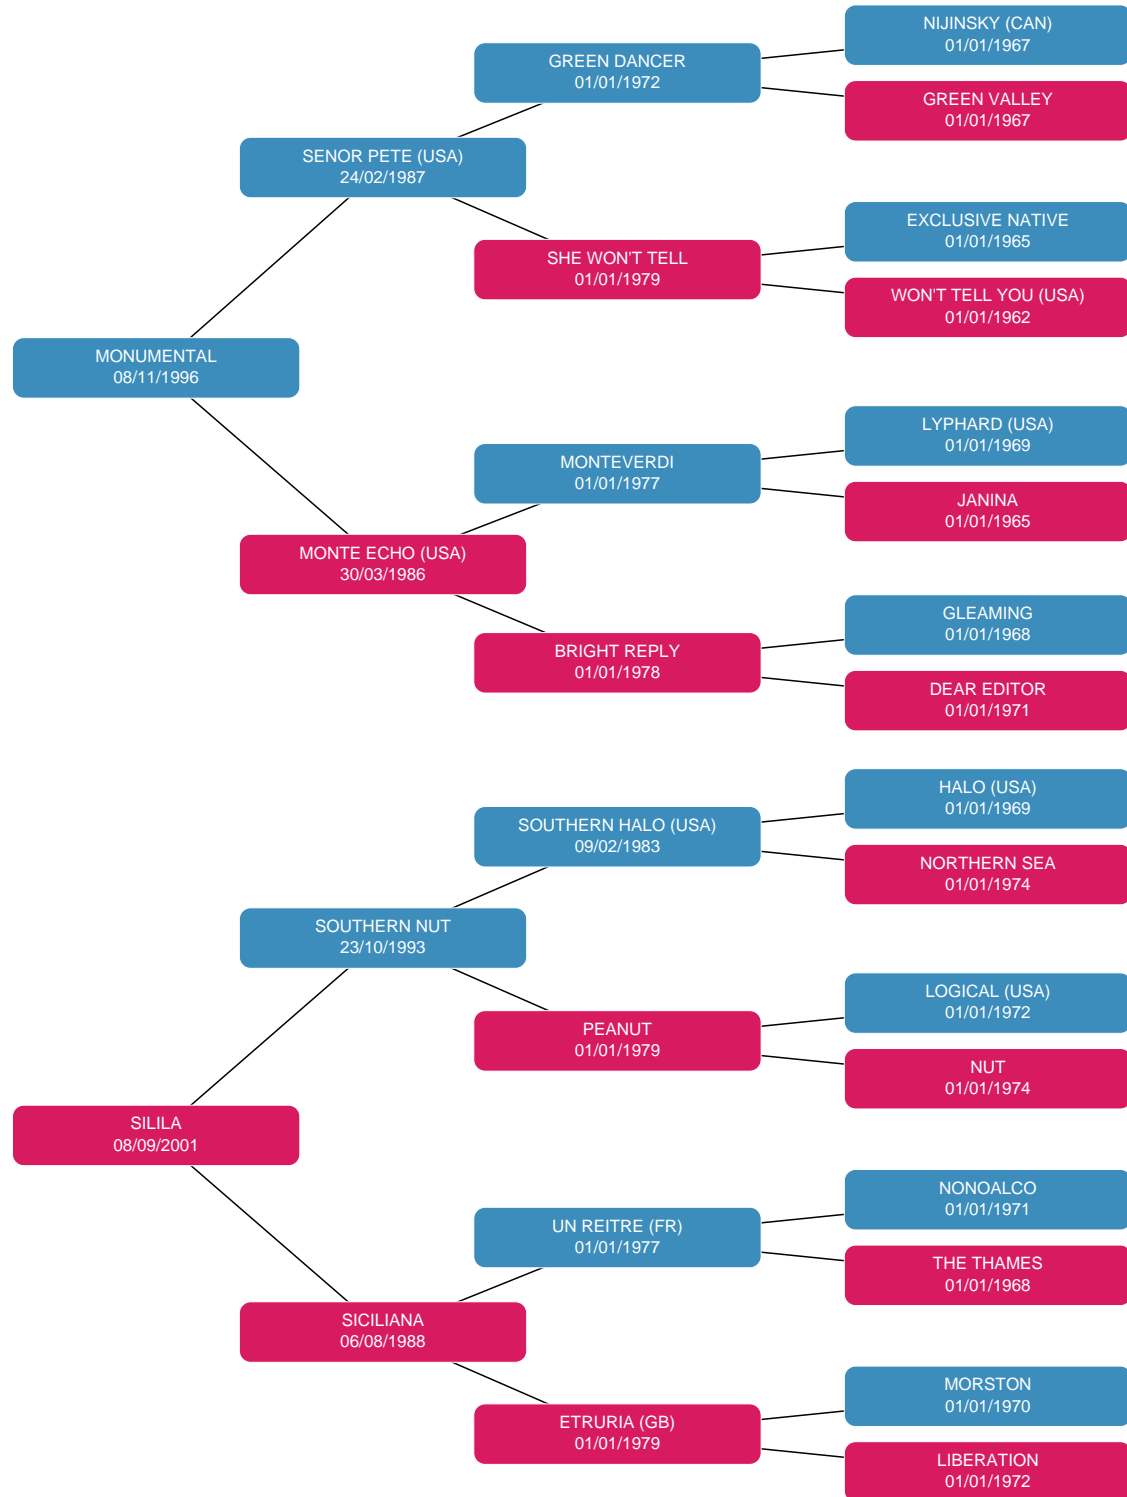 NIJINSKY (CAN)
01/01/1967
GREEN DANCER
01/01/1972
GREEN VALLEY
01/01/1967
SENOR PETE (USA)
24/02/1987
EXCLUSIVE NATIVE
01/01/1965
SHE WON'T TELL
01/01/1979
WON'T TELL YOU (USA)
01/01/1962
MONUMENTAL
08/11/1996
LYPHARD (USA)
01/01/1969
MONTEVERDI
01/01/1977
JANINA
01/01/1965
MONTE ECHO (USA)
30/03/1986
GLEAMING
01/01/1968
BRIGHT REPLY
01/01/1978
DEAR EDITOR
01/01/1971
HALO (USA)
01/01/1969
SOUTHERN HALO (USA)
09/02/1983
NORTHERN SEA
01/01/1974
SOUTHERN NUT
23/10/1993
LOGICAL (USA)
01/01/1972
PEANUT
01/01/1979
NUT
01/01/1974
SILILA
08/09/2001
NONOALCO
01/01/1971
UN REITRE (FR)
01/01/1977
THE THAMES
01/01/1968
SICILIANA
06/08/1988
MORSTON
01/01/1970
ETRURIA (GB)
01/01/1979
LIBERATION
01/01/1972